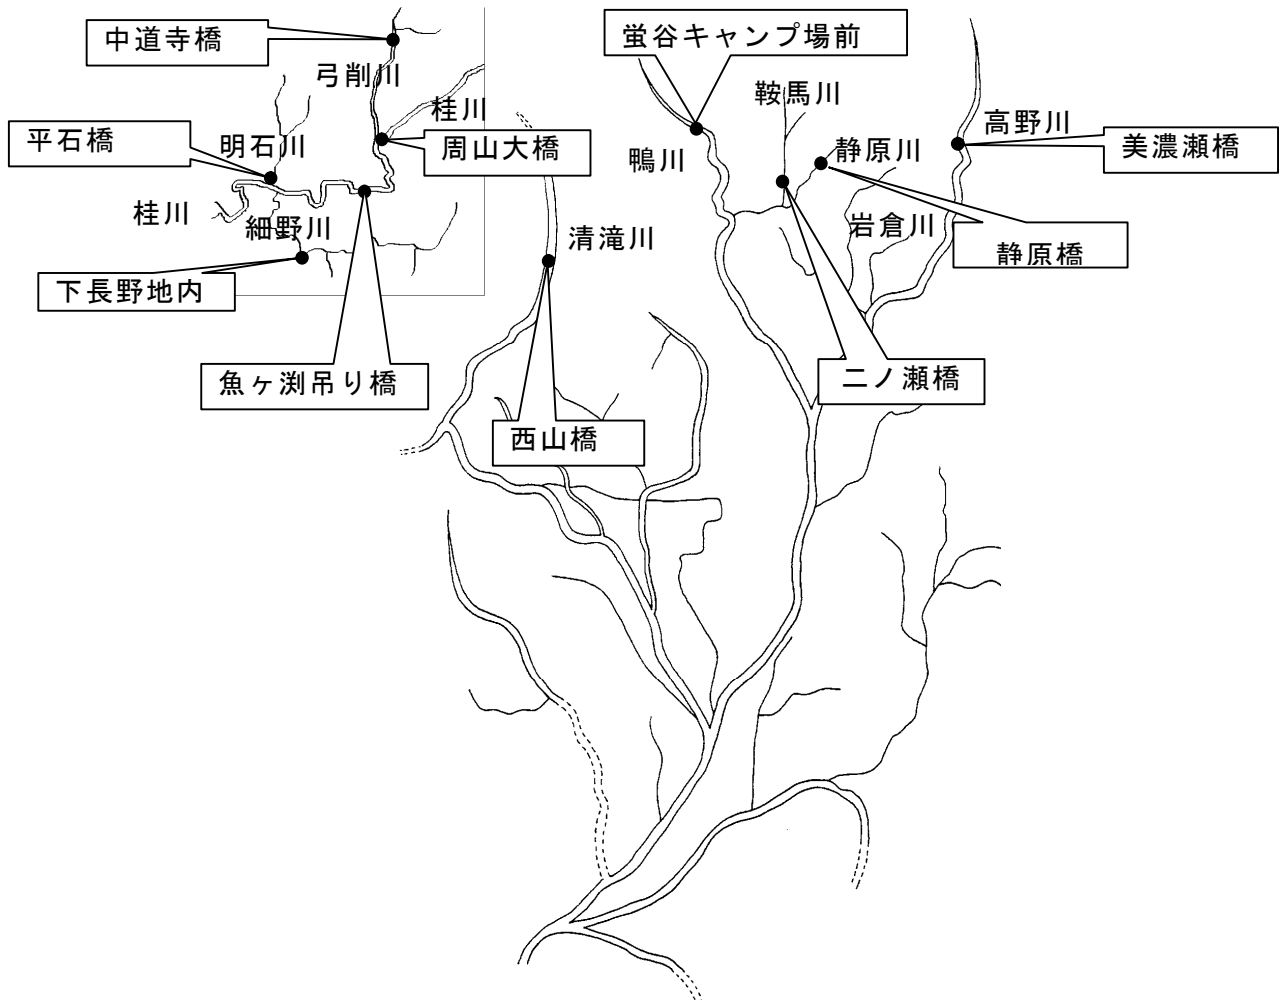 中道寺橋
蛍谷キャンプ場前
弓削川
桂川
鞍馬川
高野川
平石橋
明石川
周山大橋
鴨川
静原川
美濃瀬橋
桂川
細野川
清滝川
岩倉川
静原橋
下長野地内
魚ヶ渕吊り橋
二ノ瀬橋
西山橋